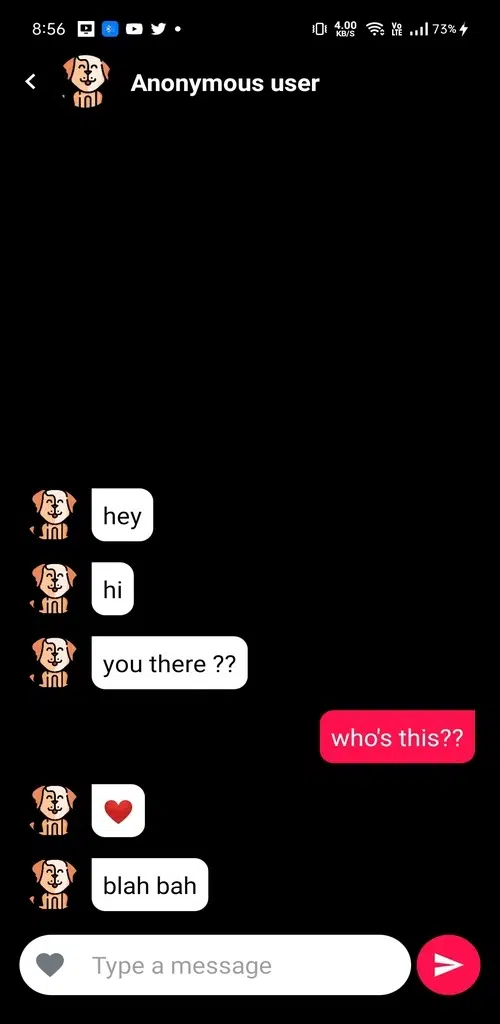 8:56
4.00
KB/S
Vo
LTE
73%
Anonymous user
hey
hi
you there ??
who's this??
❤️
blah bah
Type a message